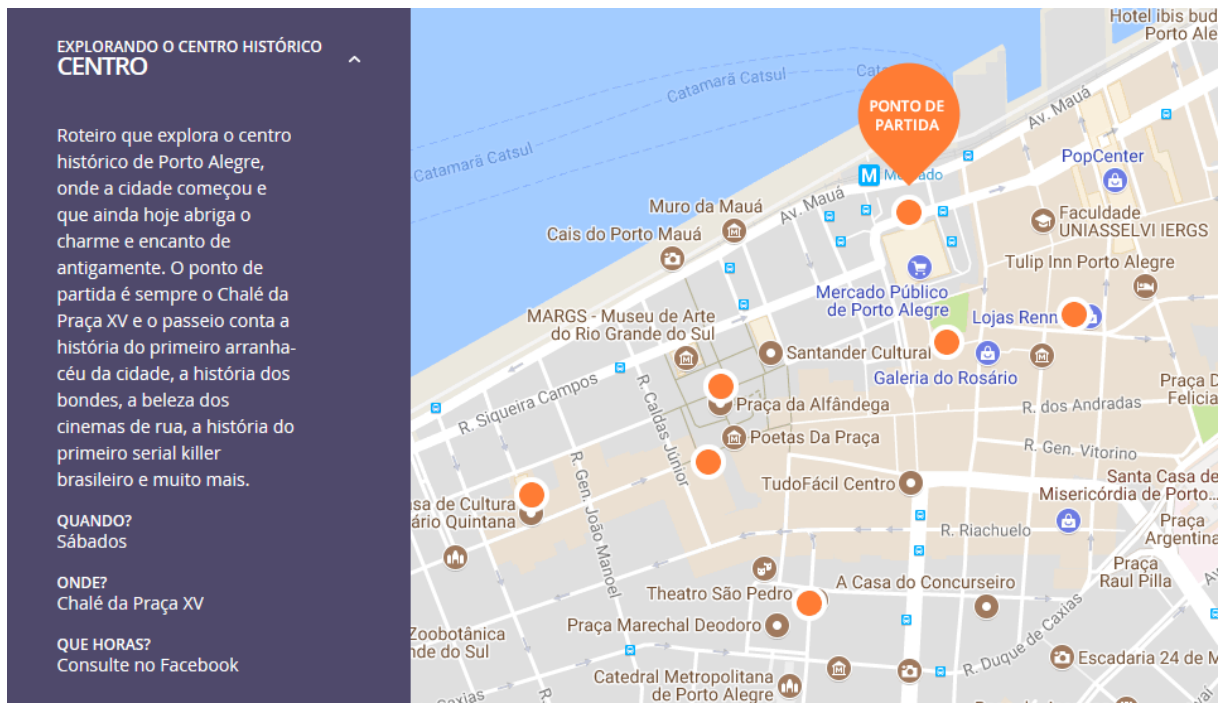 EXPLORANDO O CENTRO HISTÓRICO
CENTRO
Roteiro que explora o centro
histórico de Porto Alegre,
onde a cidade começou e
que ainda hoje abriga o
charme e encanto de
antigamente. O ponto de
partida é sempre o Chalé da
Praça XV e o passeio conta a
história do primeiro arranha-
céu da cidade, a história dos
bondes, a beleza dos
cinemas de rua, a história do
primeiro serial killer
brasileiro e muito mais.
QUANDO?
Sábados
ONDE?
Chalé da Praça XV
QUE HORAS?
Consulte no Facebook
Hotel ibis bud
Porto Ale
Catamarã Catsul
Cat
Catamarã Catsul
PONTO DE
PARTIDA
Av. Mauá
PopCenter
M Mercado
Muro da Mauá
Av. Mauá
Cais do Porto Mauá
Faculdade
UNIASSELVI IERGS
Tulip Inn Porto Alegre
Mercado Público
de Porto Alegre
MARGS - Museu de Arte
do Rio Grande do Sul
Lojas Renn
Santander Cultural
Galeria do Rosário
R. Siqueira Campos
R. Caldas Júnior
Praça da Alfândega
R. dos Andradas
Praça D
Felicia
Poetas Da Praça
R. Gen. Vitorino
R. Gen. João Manoel
TudoFácil Centro
Santa Casa de
Misericórdia de Porto...
asa de Cultura
ário Quintana
R. Riachuelo
Praça
Argentina
Praça
Raul Pilla
Av
Theatro São Pedro
A Casa do Concurseiro
Praça Marechal Deodoro
R. Duque de Caxias
Zoobotânica
nde do Sul
Escadaria 24 de M
Catedral Metropolitana
de Porto Alegre
Caxias
R.